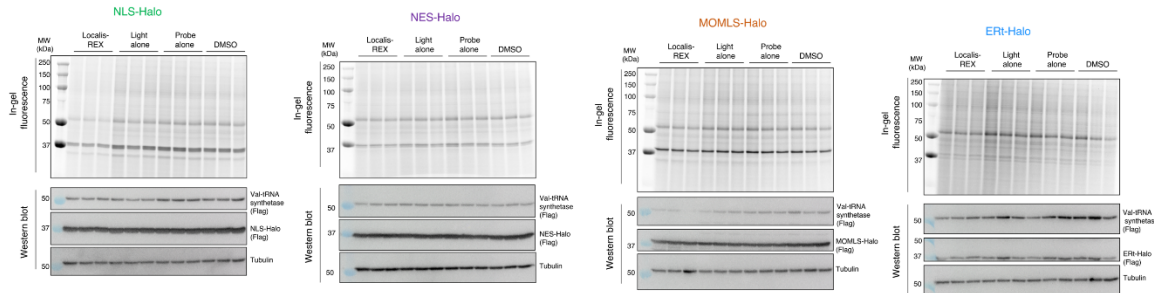 NLS-Halo
MW
(kDa)
Localis-
REX
Light
alone
Probe
alone
DMSO
In-gel
fluorescence
250
150
100
75
50
37
Western blot
50
Val-tRNA
synthetase
(Flag)
37
NLS-Halo
(Flag)
50
Tubulin
NES-Halo
MW
(kDa)
Localis-
REX
Light
alone
Probe
alone
DMSO
In-gel
fluorescence
250
150
100
75
50
37
Western blot
50
Val-tRNA
synthetase
(Flag)
37
NES-Halo
(Flag)
50
Tubulin
MOMLS-Halo
MW
(kDa)
Localis-
REX
Light
alone
Probe
alone
DMSO
In-gel
fluorescence
250
150
100
75
50
37
Western blot
50
Val-tRNA
synthetase
(Flag)
37
MOMLS-Halo
(Flag)
50
Tubulin
ERt-Halo
MW
(kDa)
Localis-
REX
Light
alone
Probe
alone
DMSO
In-gel
fluorescence
250
150
100
75
50
37
Western blot
50
Val-tRNA
synthetas
(Flag)
37
ERt-Halo
(Flag)
50
Tubulin